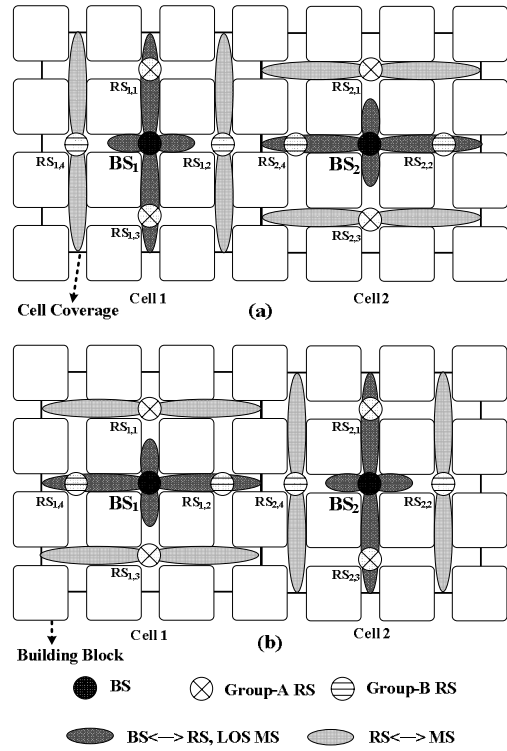 RS1,1
RS2,1
RS1,4
BS1
RS1,2
RS2,4
BS2
RS2,2
RS1,3
RS2,3
Cell 1
(a)
Cell2
Cell Coverage
RS1,1
RS2,1
RS1,4
BS1
RS1,2
RS2,4
BS2
RS2,2
RS1,3
RS2,3
Cell 1
(b)
Cell 2
Building Block
BS
Group-A RS
Group-B RS
BS<--->RS, LOS MS
RS<--->MS